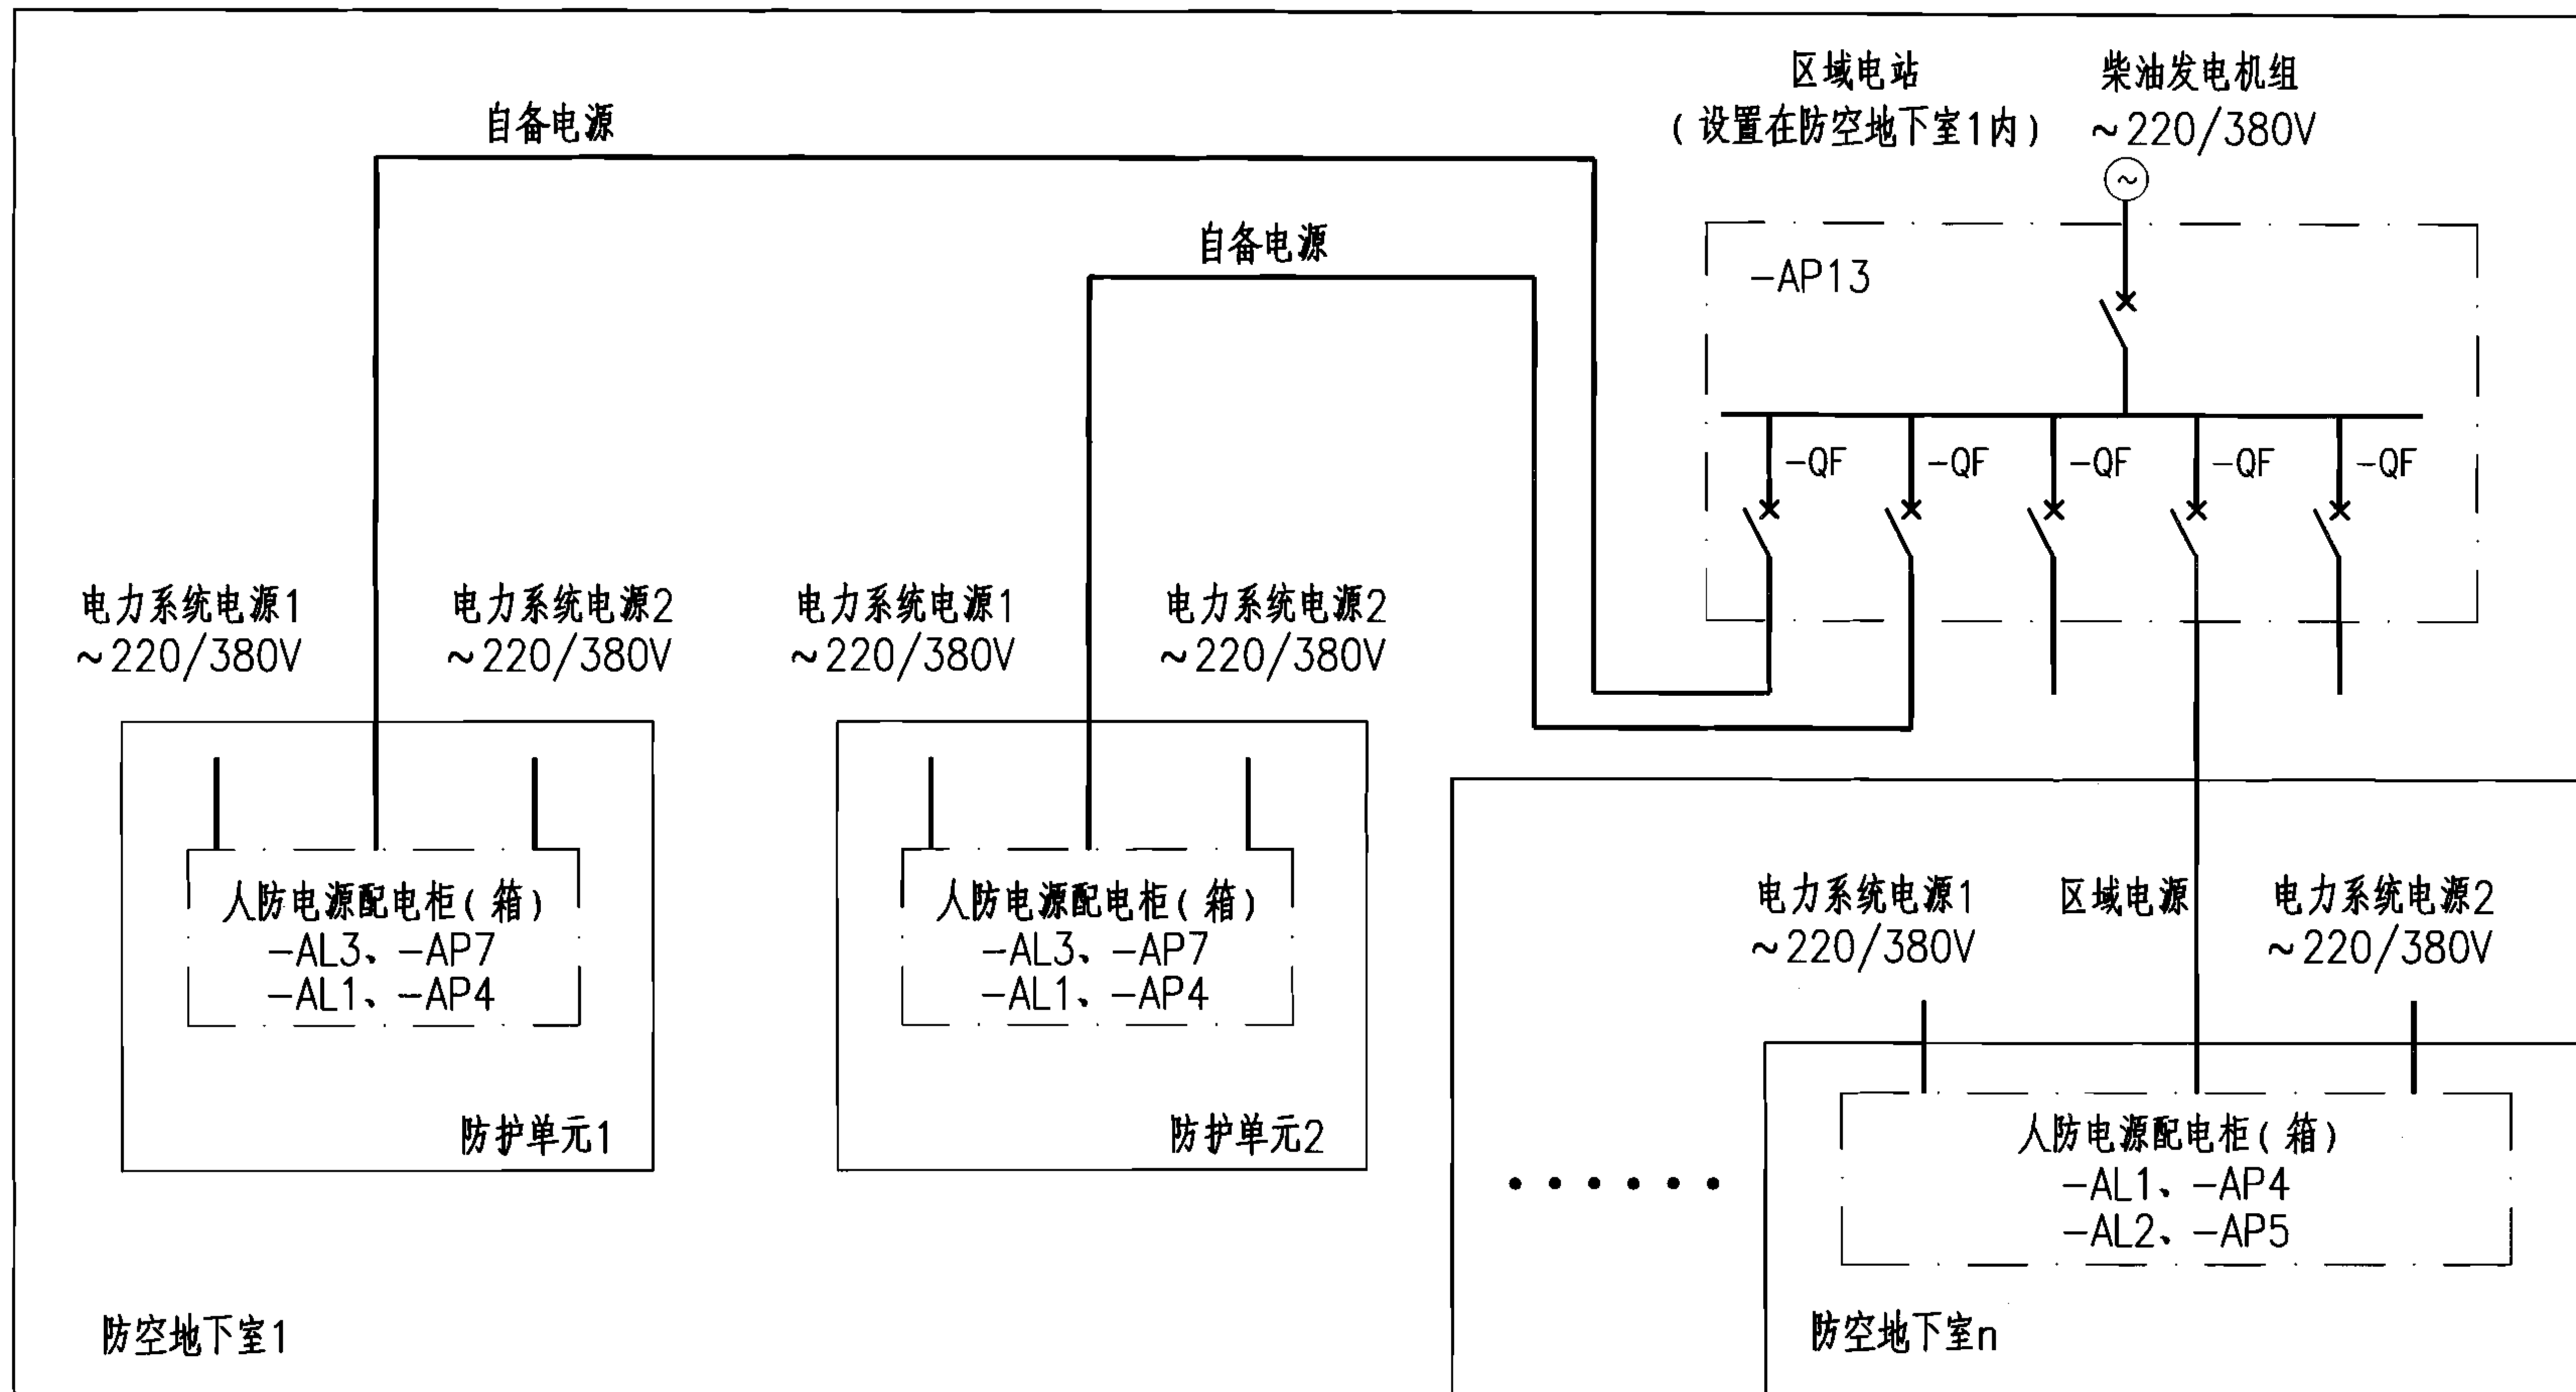 区域电站
(设置在防空地下室1内)
柴油发电机组
~220/380V
自备电源
自备电源
~
-AP13
-QF
-QF
-QF
-QF
-QF
电力系统电源1
~220/380V
电力系统电源2
~220/380V
电力系统电源1
~220/380V
电力系统电源2
~220/380V
人防电源配电柜(箱)
-AL3、-AP7
-AL1、-AP4
防护单元1
人防电源配电柜(箱)
-AL3、-AP7
-AL1、-AP4
防护单元2
电力系统电源1
~220/380V
区域电源
电力系统电源2
~220/380V
人防电源配电柜(箱)
-AL1、-AP4
-AL2、-AP5
......
防空地下室1
防空地下室n